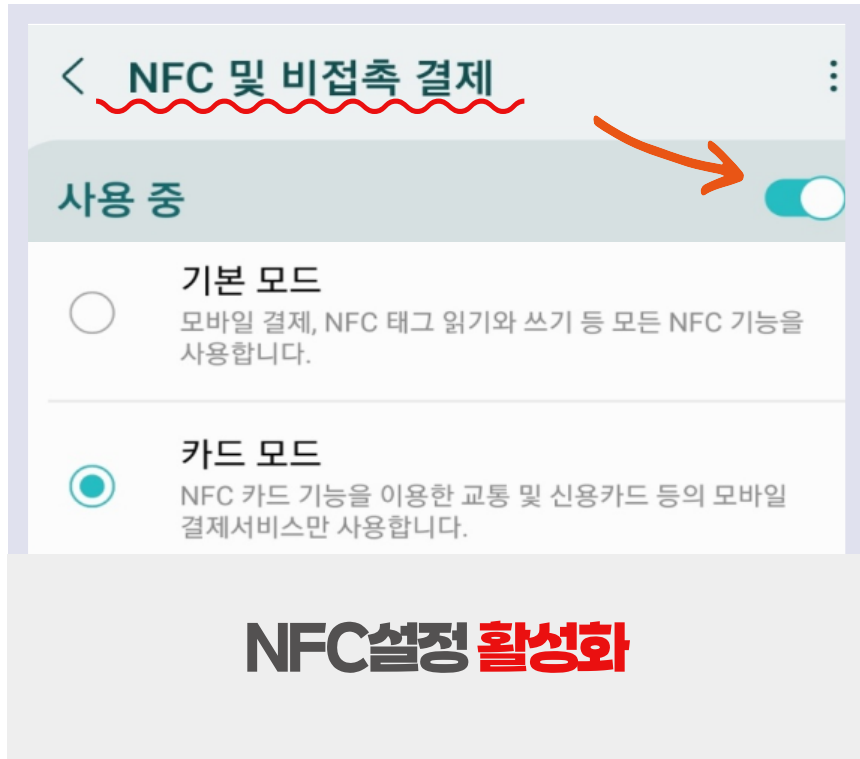 NFC 및 비접촉 결제
사용 중
기본 모드
모바일 결제, NFC 태그 읽기와 쓰기 등 모든 NFC 기능을
사용합니다.
카드 모드
NFC 카드 기능을 이용한 교통 및 신용카드 등의 모바일
결제서비스만 사용합니다.
NFC설정 활성화